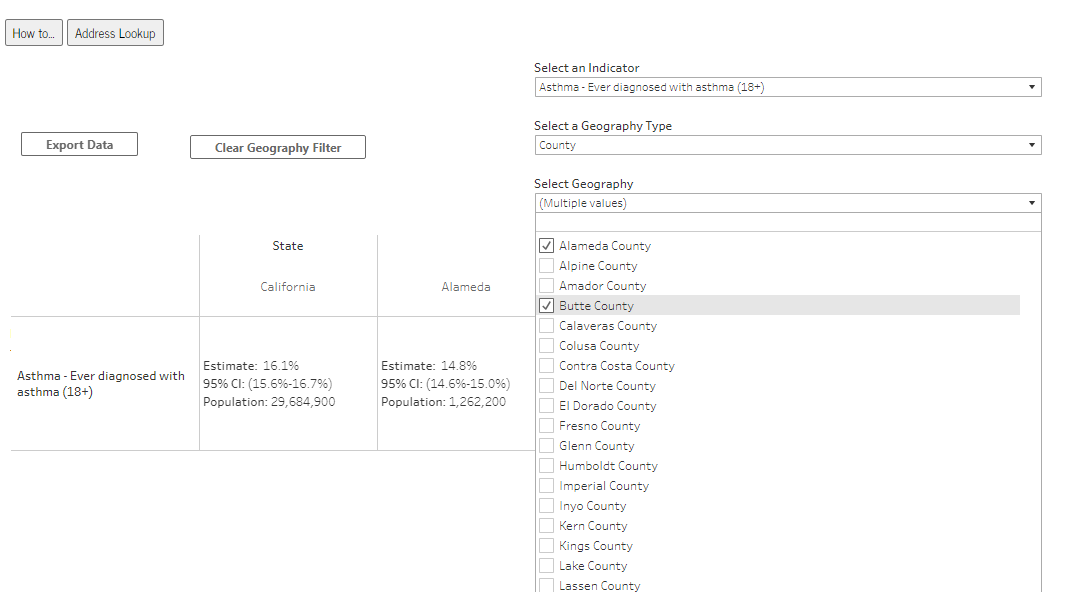 How to... Address Lookup
Select an Indicator
Asthma - Ever diagnosed with asthma (18+)
Select a Geography Type
County
Export Data
Clear Geography Filter
Select Geography
(Multiple values)
State
California
Alameda
Asthma - Ever diagnosed with
asthma (18+)
Estimate: 16.1%
95% CI: (15.6%-16.7%)
Population: 29,684,900
Estimate: 14.8%
95% CI: (14.6%-15.0%)
Population: 1,262,200
Alameda County
Alpine County
Amador County
Butte County
Calaveras County
Colusa County
Contra Costa County
Del Norte County
El Dorado County
Fresno County
Glenn County
Humboldt County
Imperial County
Inyo County
Kern County
Kings County
Lake County
Lassen County